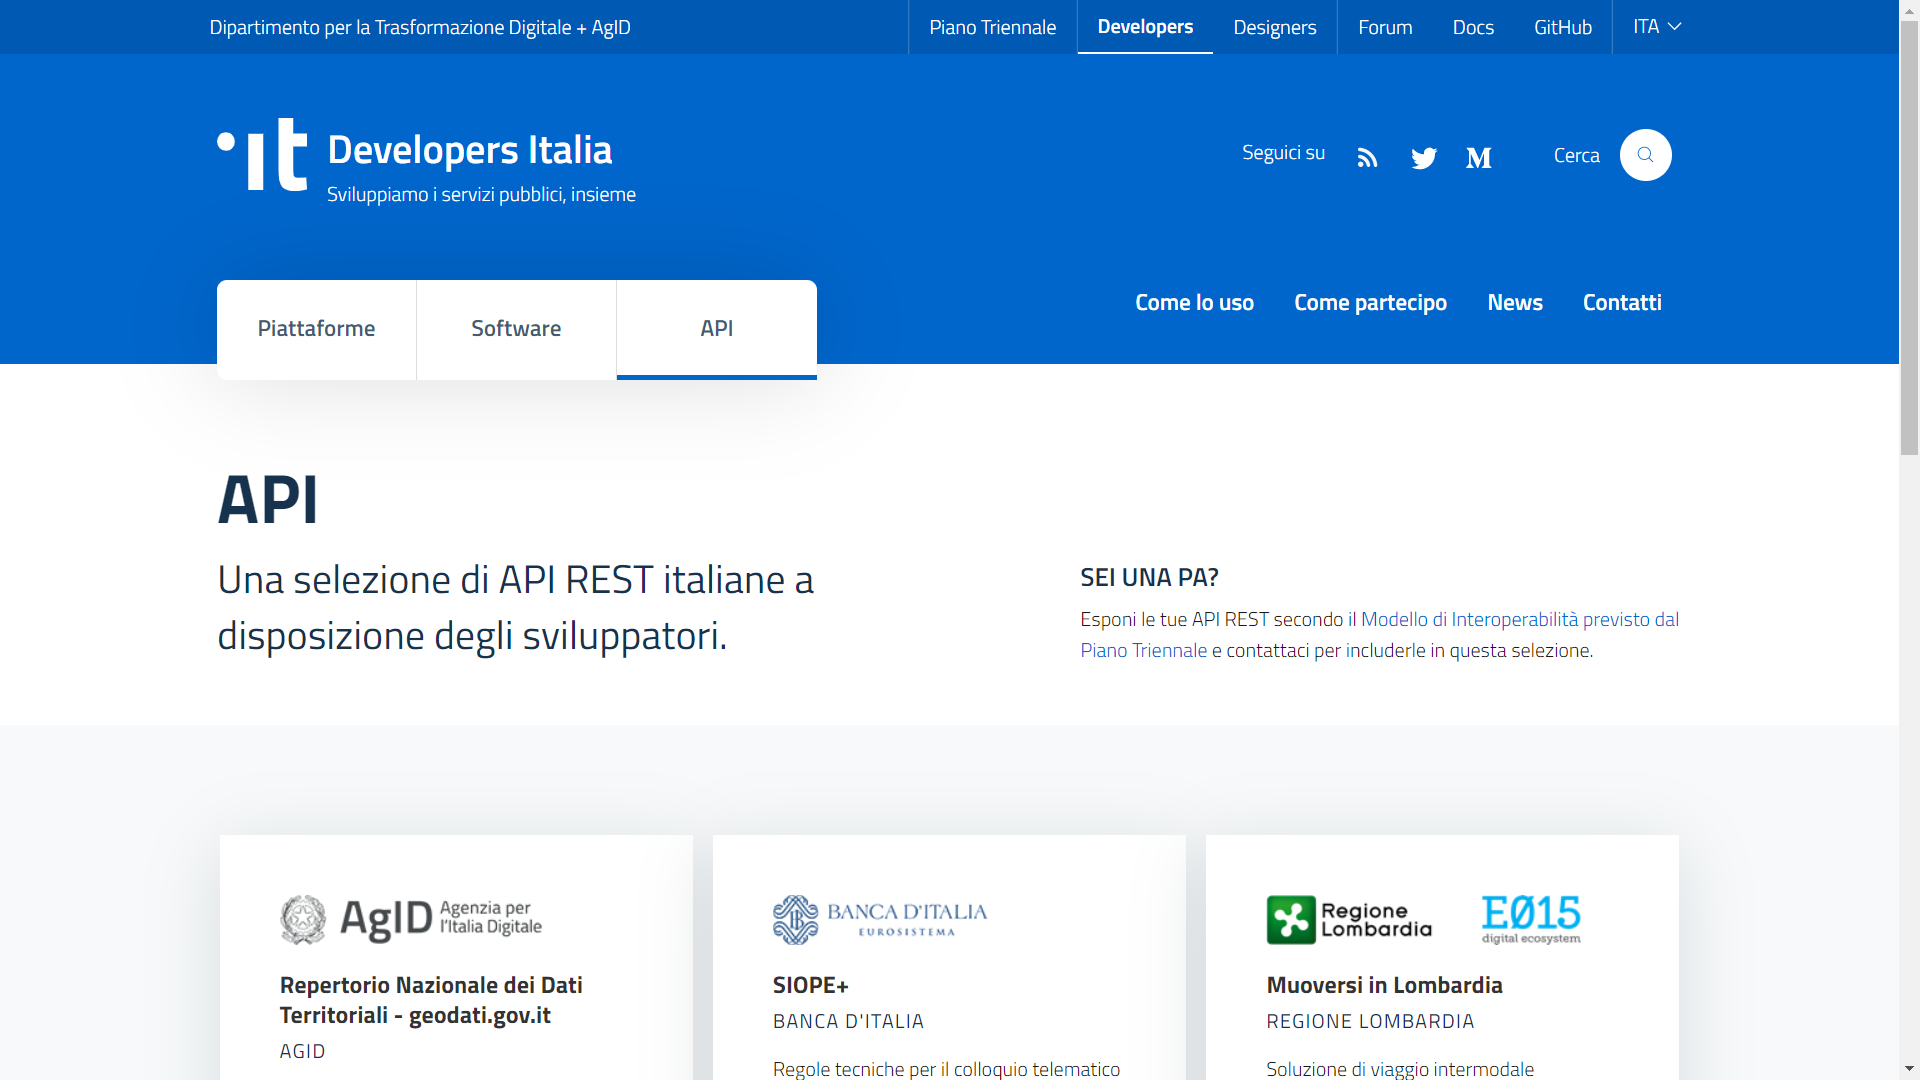 Dipartimento per la Trasformazione Digitale + AgID
Piano Triennale
Developers
Designers
Forum
Docs
GitHub
ITA
it
Developers Italia
Sviluppiamo i servizi pubblici, insieme
Seguici su
M
Cerca
Piattaforme
Software
API
Come lo uso
Come partecipo
News
Contatti
API
Una selezione di API REST italiane a
disposizione degli sviluppatori.
SEI UNA PA?
Esponi le tue API REST secondo il Modello di Interoperabilità previsto dal
Piano Triennale e contattaci per includerle in questa selezione.
AgID Agenzia per
l'Italia Digitale
Repertorio Nazionale dei Dati
Territoriali - geodati.gov.it
AGID
BANCA D'ITALIA
EUROSISTEMA
SIOPE+
BANCA D'ITALIA
Regole tecniche per il colloquio telematico
Regione
Lombardia
EØ15
digital ecosystem
Muoversi in Lombardia
REGIONE LOMBARDIA
Soluzione di viaggio intermodale